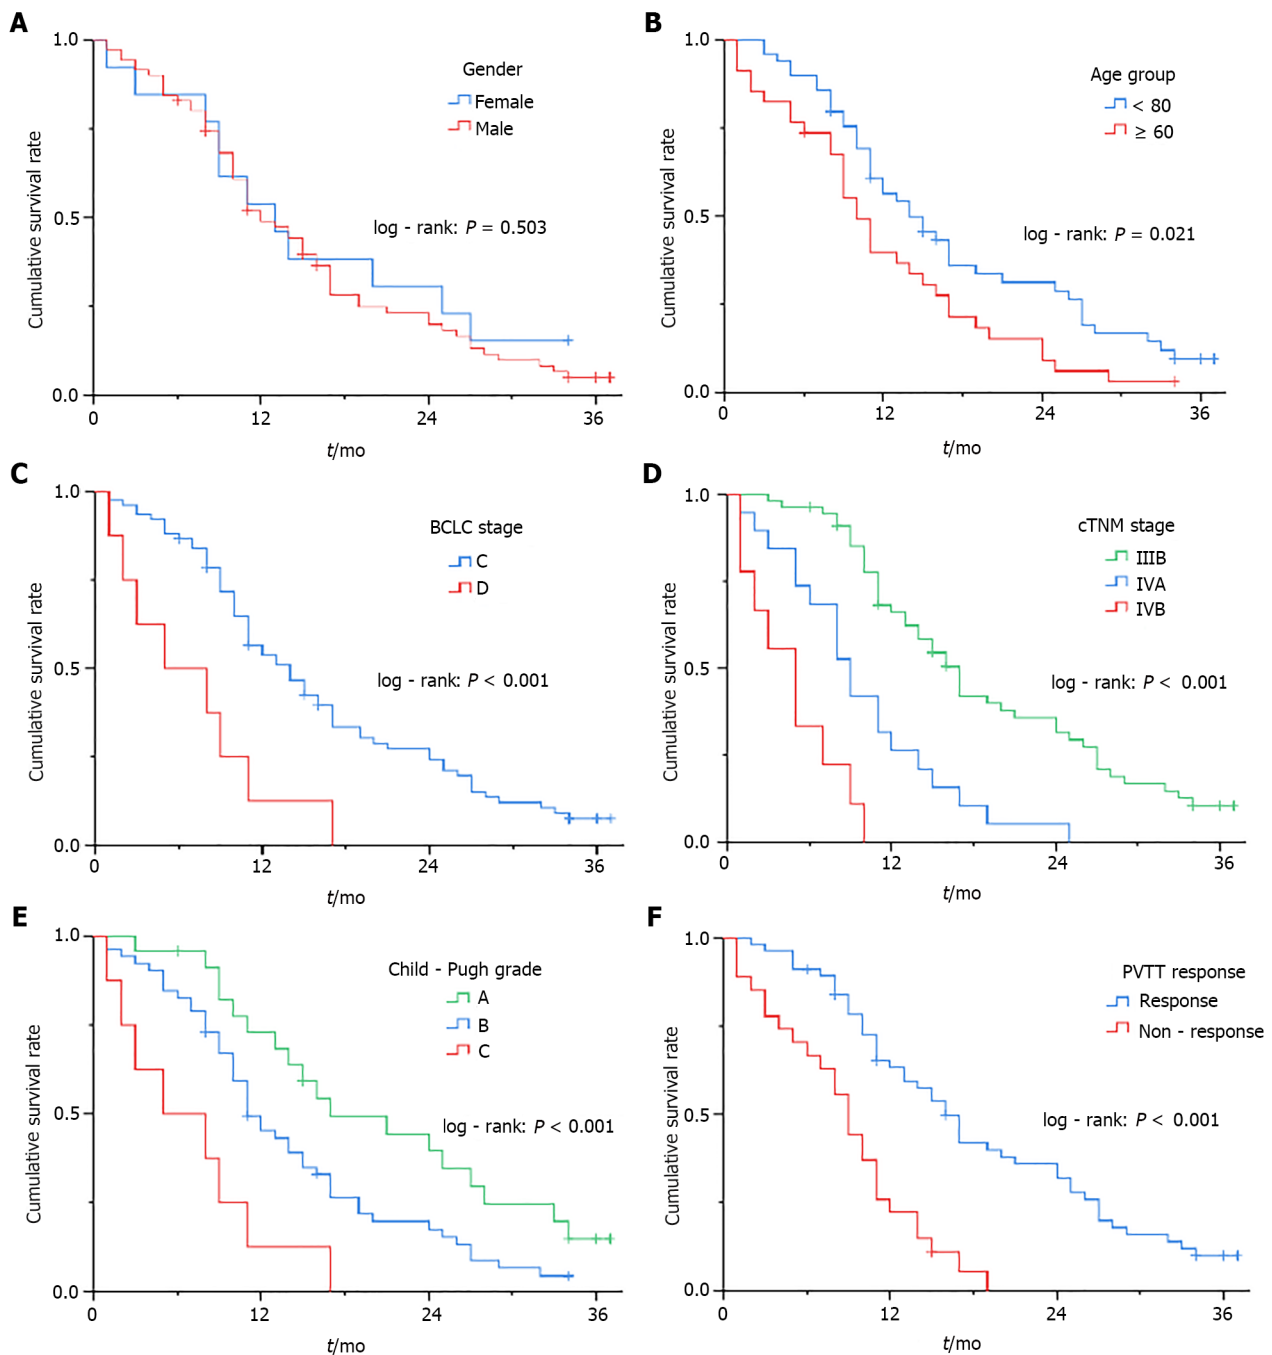 A
1.0
0.5
0.0
0
12
24
36
Cumulative survival rate
t/mo
Gender
Female
Male
log - rank: P = 0.503
B
1.0
0.5
0.0
0
12
24
36
Cumulative survival rate
t/mo
Age group
< 80
≥ 60
log - rank: P = 0.021
C
1.0
0.5
0.0
0
12
24
36
Cumulative survival rate
t/mo
BCLC stage
C
D
log - rank: P < 0.001
D
1.0
0.5
0.0
0
12
24
36
Cumulative survival rate
t/mo
cTNM stage
IIIB
IVA
IVB
log - rank: P < 0.001
E
1.0
0.5
0.0
0
12
24
36
Cumulative survival rate
t/mo
Child - Pugh grade
A
B
C
log - rank: P < 0.001
F
1.0
0.5
0.0
0
12
24
36
Cumulative survival rate
t/mo
PVTT response
Response
Non - response
log - rank: P < 0.001